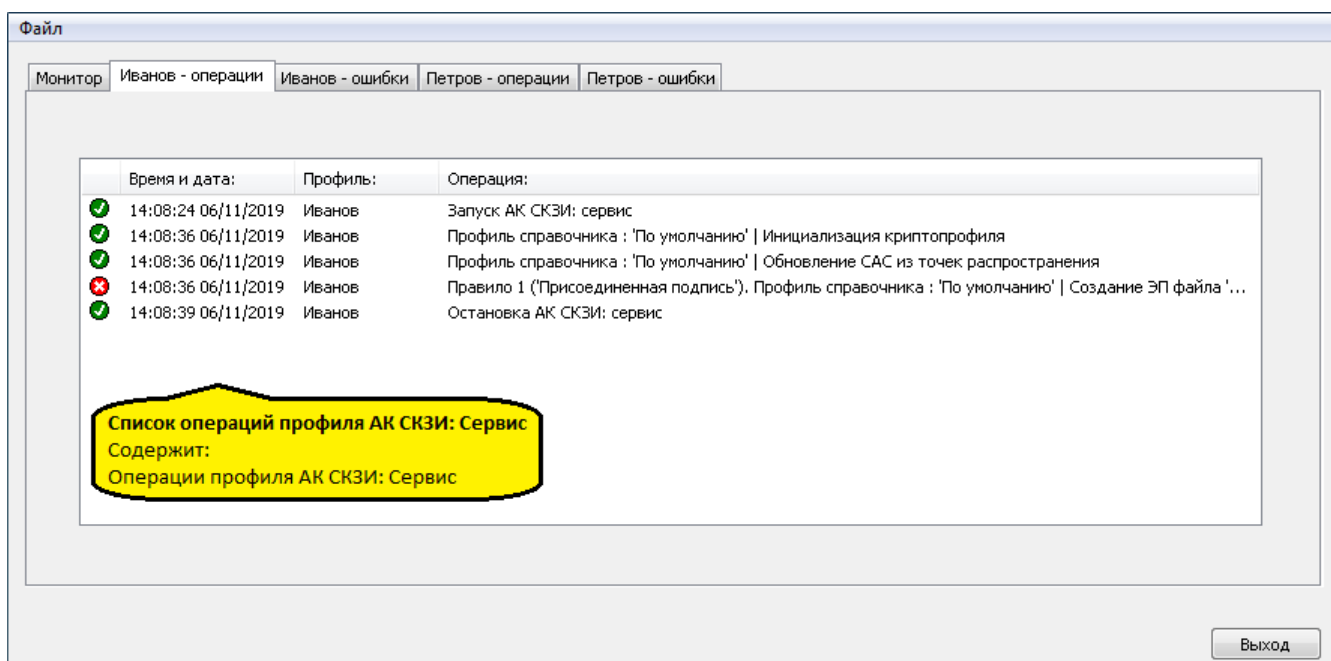 Файл
Монитор Иванов - операции Иванов - ошибки Петров - операции Петров - ошибки
Время и дата: Профиль: Операция:
14:08:24 06/11/2019 Иванов Запуск АК СКЗИ: сервис
14:08:36 06/11/2019 Иванов Профиль справочника : 'По умолчанию' | Инициализация криптопрофиля
14:08:36 06/11/2019 Иванов Профиль справочника : 'По умолчанию' | Обновление САС из точек распространения
14:08:36 06/11/2019 Иванов Правило 1 ('Присоединенная подпись'). Профиль справочника : 'По умолчанию' | Создание ЭП файла '...
14:08:39 06/11/2019 Иванов Остановка АК СКЗИ: сервис
Список операций профиля АК СКЗИ: Сервис
Содержит:
Операции профиля АК СКЗИ: Сервис
Выход